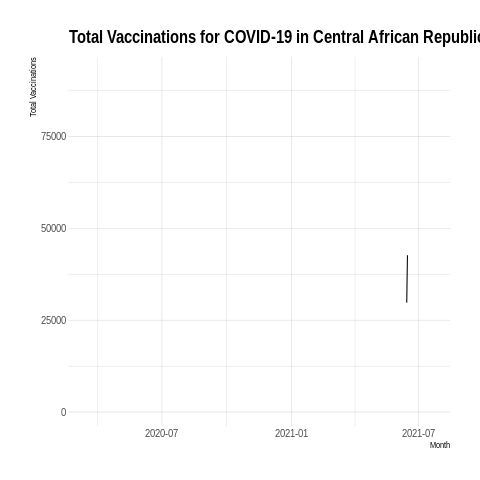 Total Vaccinations for COVID-19 in Central African Republic
Total Vaccinations
75000
50000
25000
0
2020-07
2021-01
2021-07
Month